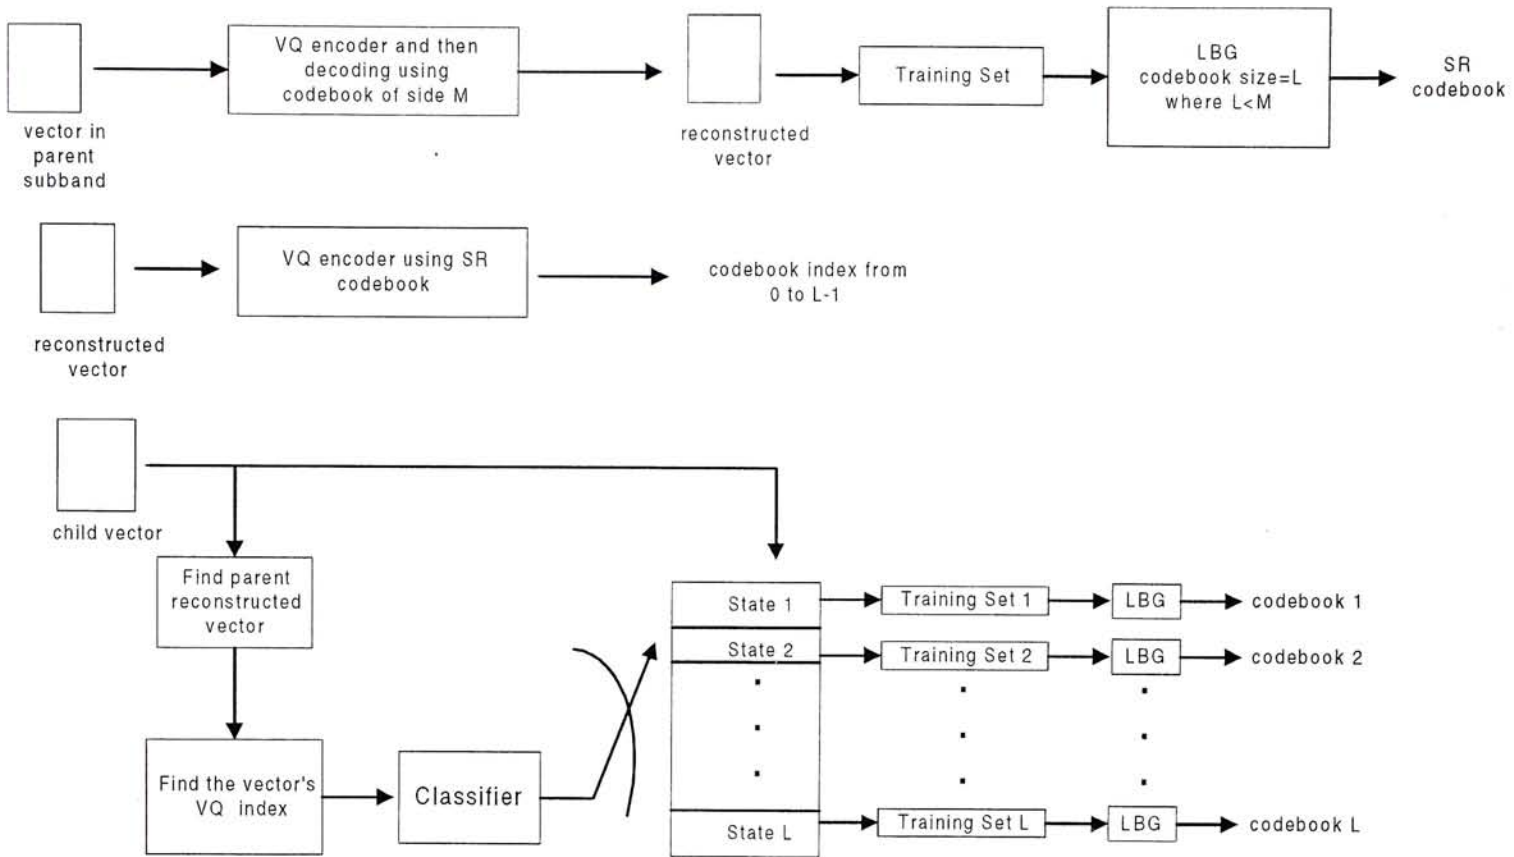 vector in
parent
subband
VQ encoder and then
decoding using
codebook of side M
reconstructed
vector
Training Set
LBG
codebook size=L
where L<M
SR
codebook
reconstructed
vector
VQ encoder using SR
codebook
codebook index from
0 to L-1
child vector
Find parent
reconstructed
vector
Find the vector's
VQ index
Classifier
State 1
Training Set 1
LBG
codebook 1
State 2
Training Set 2
LBG
codebook 2
State L
Training Set L
LBG
codebook L